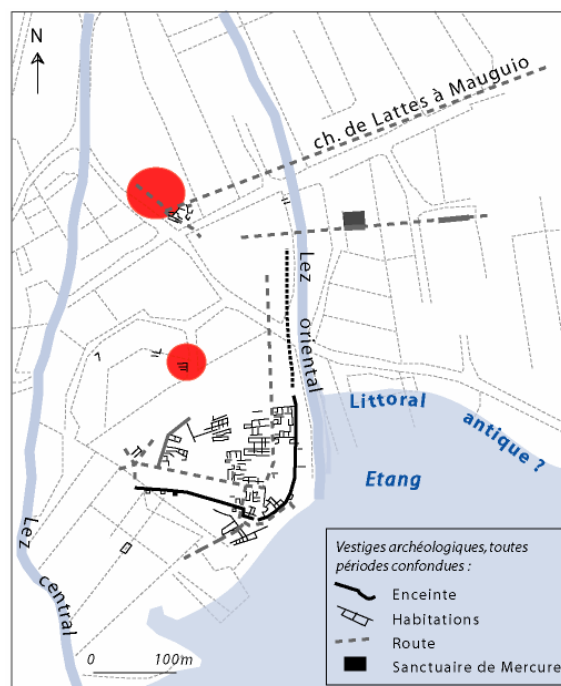 N
ch. de Lattes à Mauguio
Lez oriental
Littoral
antique ?
Etang
Lez central
0 100m
Vestiges archéologiques, toutes
périodes confondues :
Enceinte
Habitations
Route
Sanctuaire de Mercure